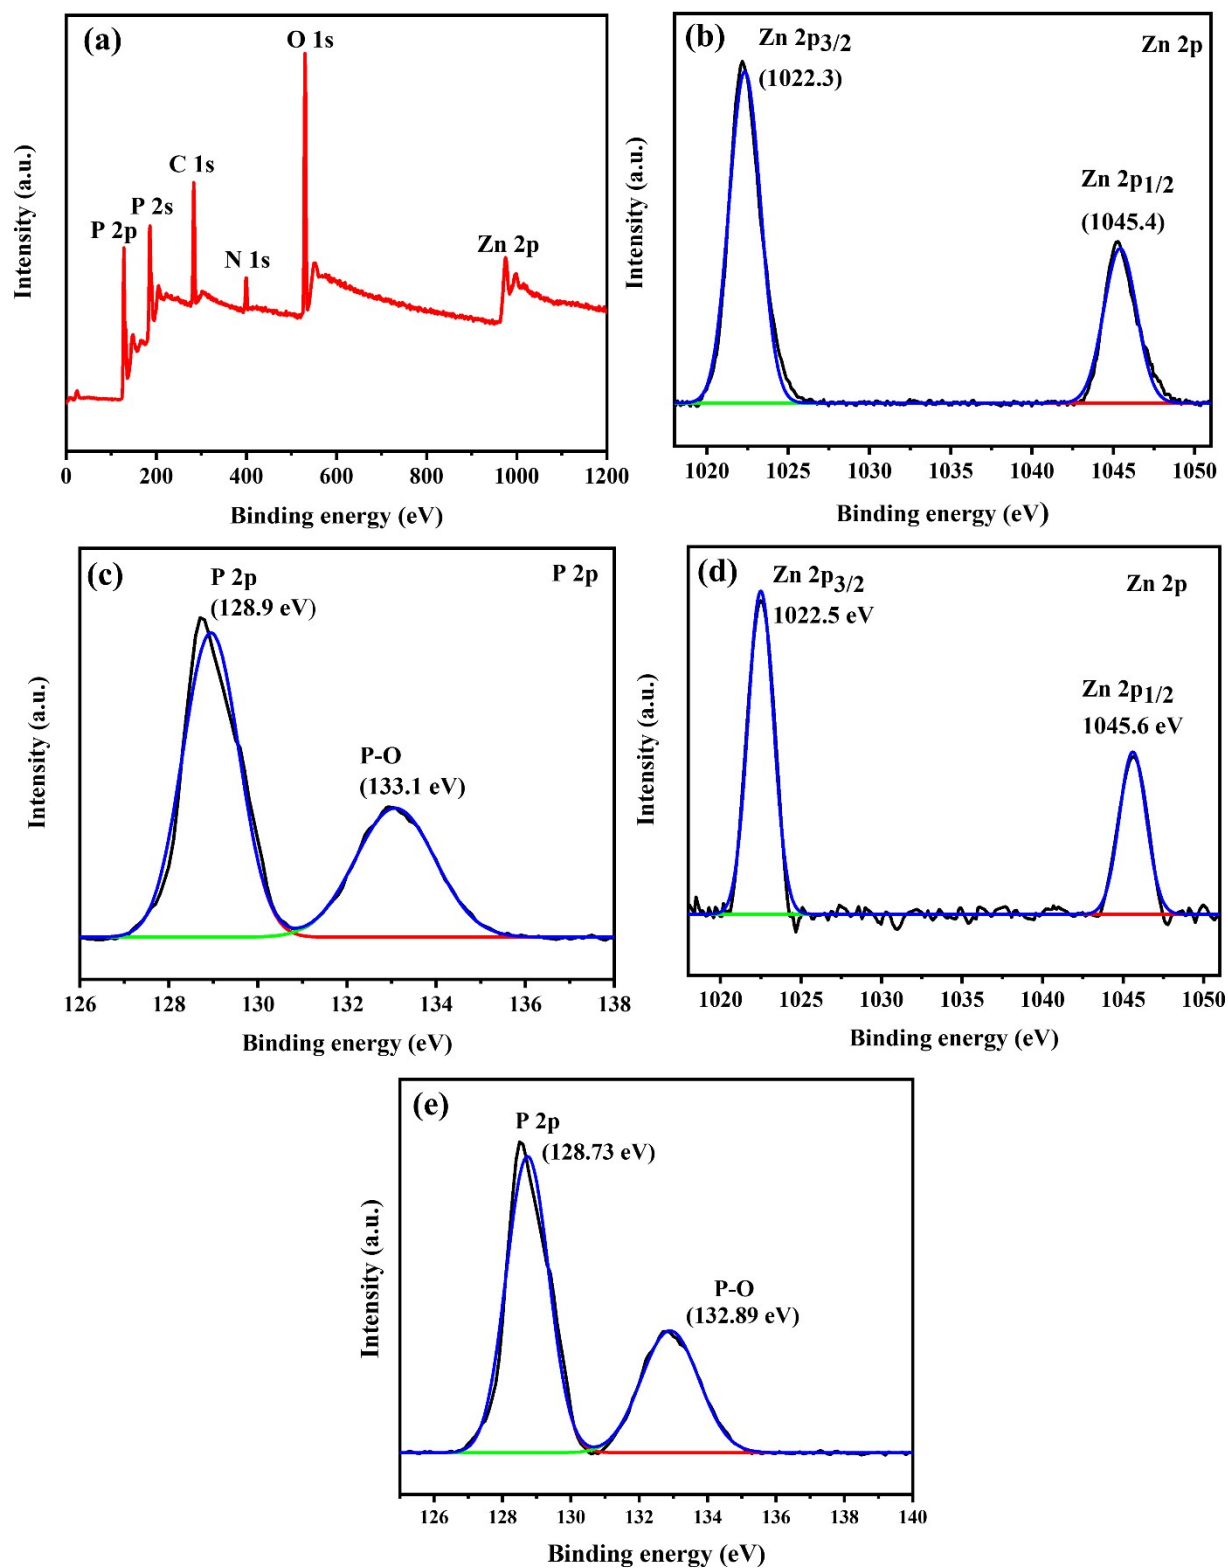 (a)
O 1s
C 1s
P 2s
P 2p
N 1s
Zn 2p
Intensity (a.u.)
0 200 400 600 800 1000 1200
Binding energy (eV)
(b)
Zn 2p3/2
(1022.3)
Zn 2p
Zn 2p1/2
(1045.4)
Intensity (a.u.)
1020 1025 1030 1035 1040 1045 1050
Binding energy (eV)
(c)
P 2p
(128.9 eV)
P 2p
P-O
(133.1 eV)
Intensity (a.u.)
126 128 130 132 134 136 138
Binding energy (eV)
(d)
Zn 2p3/2
1022.5 eV
Zn 2p
Zn 2p1/2
1045.6 eV
Intensity (a.u.)
1020 1025 1030 1035 1040 1045 1050
Binding energy (eV)
(e)
P 2p
(128.73 eV)
P-O
(132.89 eV)
Intensity (a.u.)
126 128 130 132 134 136 138 140
Binding energy (eV)